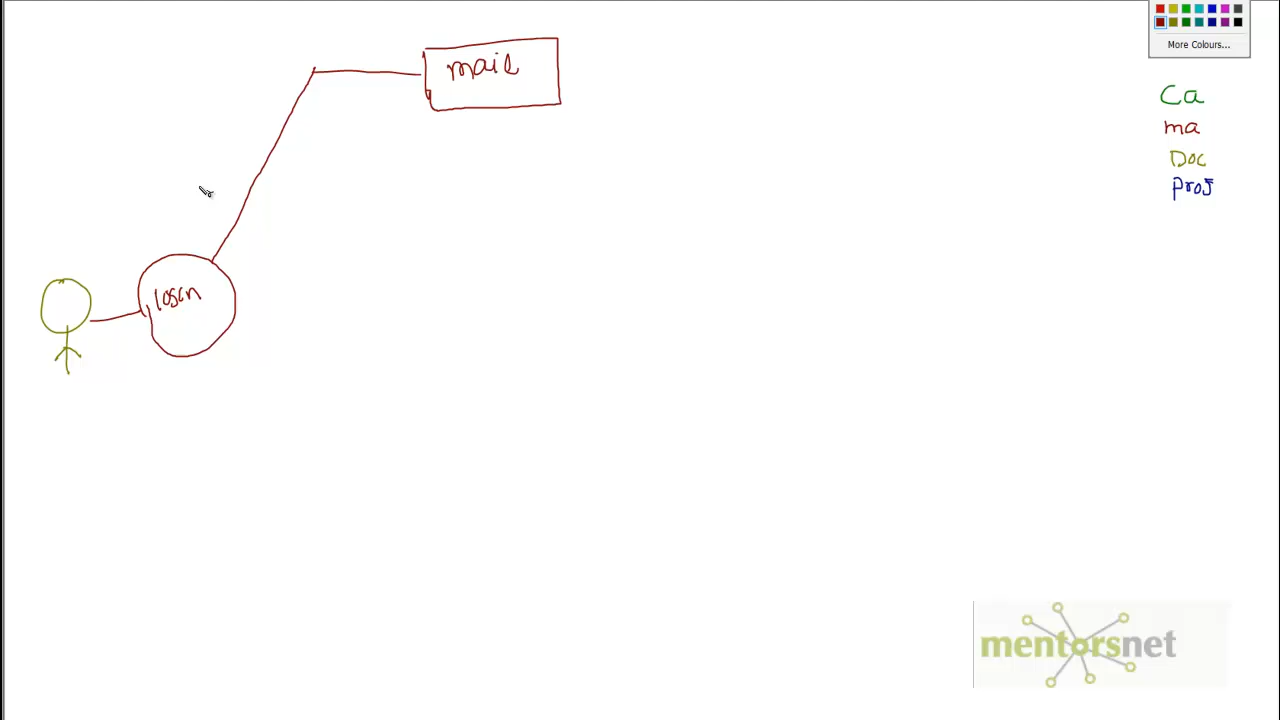 More Colours...
mail
Ca
ma
Doc
Proj
login
mentorsnet